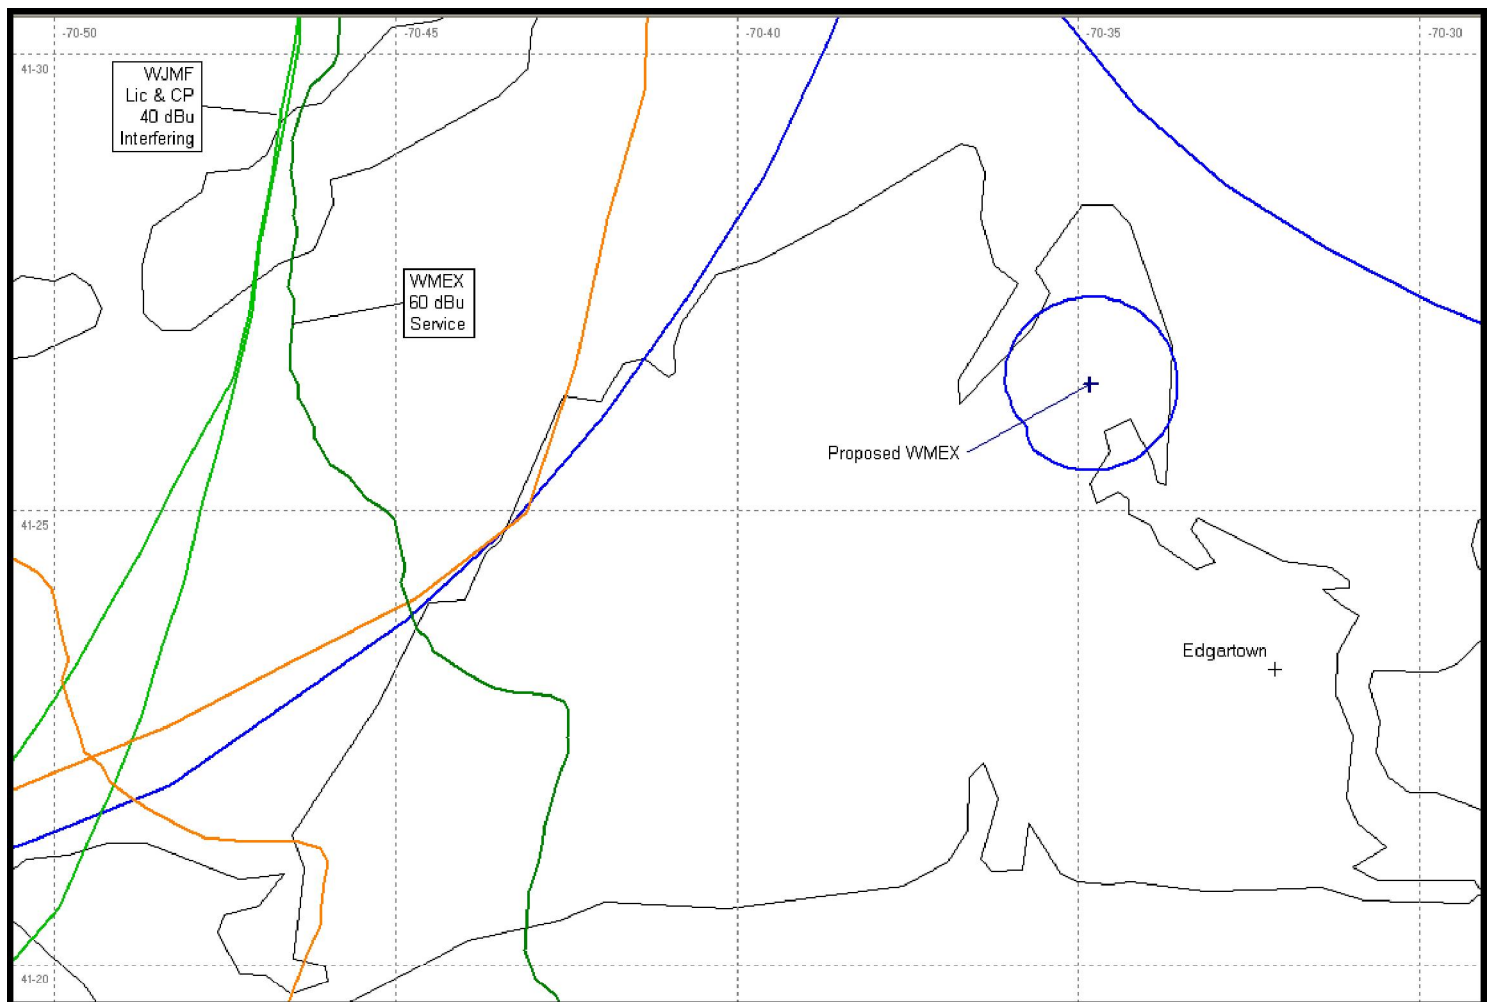 -70-50
-70-45
-70-40
-70-35
-70-30
41-30
WJMF
Lic & CP
40 dBu
Interfering
WMEX
60 dBu
Service
Proposed WMEX
41-25
Edgartown
41-20